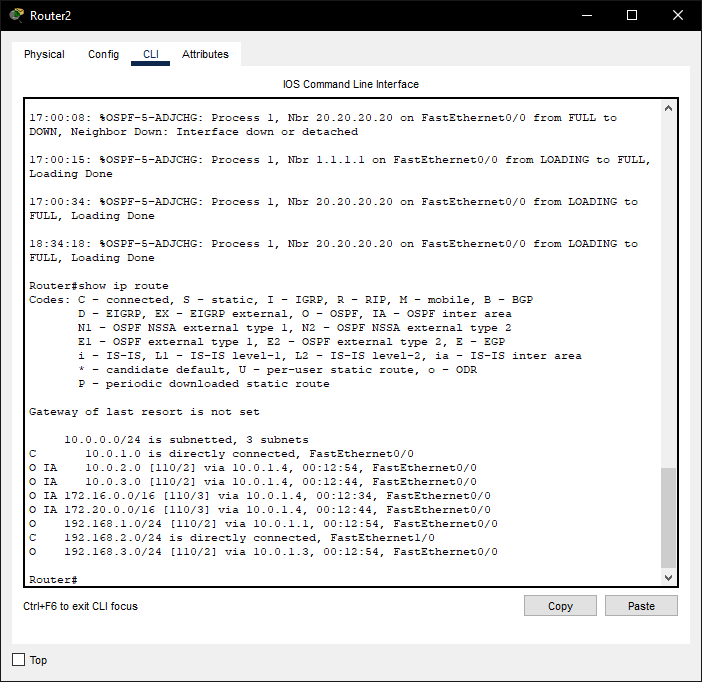 Router2
Physical Config CLI Attributes
IOS Command Line Interface
17:00:08: %OSPF-5-ADJCHG: Process 1, Nbr 20.20.20.20 on FastEthernet0/0 from FULL to
DOWN, Neighbor Down: Interface down or detached
17:00:15: %OSPF-5-ADJCHG: Process 1, Nbr 1.1.1.1 on FastEthernet0/0 from LOADING to FULL,
Loading Done
17:00:34: %OSPF-5-ADJCHG: Process 1, Nbr 20.20.20.20 on FastEthernet0/0 from LOADING to
FULL, Loading Done
18:34:18: %OSPF-5-ADJCHG: Process 1, Nbr 20.20.20.20 on FastEthernet0/0 from LOADING to
FULL, Loading Done
Router#show ip route
Codes: C - connected, S - static, I - IGRP, R - RIP, M - mobile, B - BGP
D - EIGRP, EX - EIGRP external, O - OSPF, IA - OSPF inter area
N1 - OSPF NSSA external type 1, N2 - OSPF NSSA external type 2
E1 - OSPF external type 1, E2 - OSPF external type 2, E - EGP
i - IS-IS, L1 - IS-IS level-1, L2 - IS-IS level-2, ia - IS-IS inter area
* - candidate default, U - per-user static route, o - ODR
P - periodic downloaded static route
Gateway of last resort is not set
10.0.0.0/24 is subnetted, 3 subnets
C 10.0.1.0 is directly connected, FastEthernet0/0
O IA 10.0.2.0 [110/2] via 10.0.1.4, 00:12:54, FastEthernet0/0
O IA 10.0.3.0 [110/2] via 10.0.1.4, 00:12:44, FastEthernet0/0
O IA 172.16.0.0/16 [110/3] via 10.0.1.4, 00:12:34, FastEthernet0/0
O IA 172.20.0.0/16 [110/3] via 10.0.1.4, 00:12:44, FastEthernet0/0
O 192.168.1.0/24 [110/2] via 10.0.1.1, 00:12:54, FastEthernet0/0
C 192.168.2.0/24 is directly connected, FastEthernet1/0
O 192.168.3.0/24 [110/2] via 10.0.1.3, 00:12:54, FastEthernet0/0
Router#
Ctrl+F6 to exit CLI focus
Copy Paste
Top